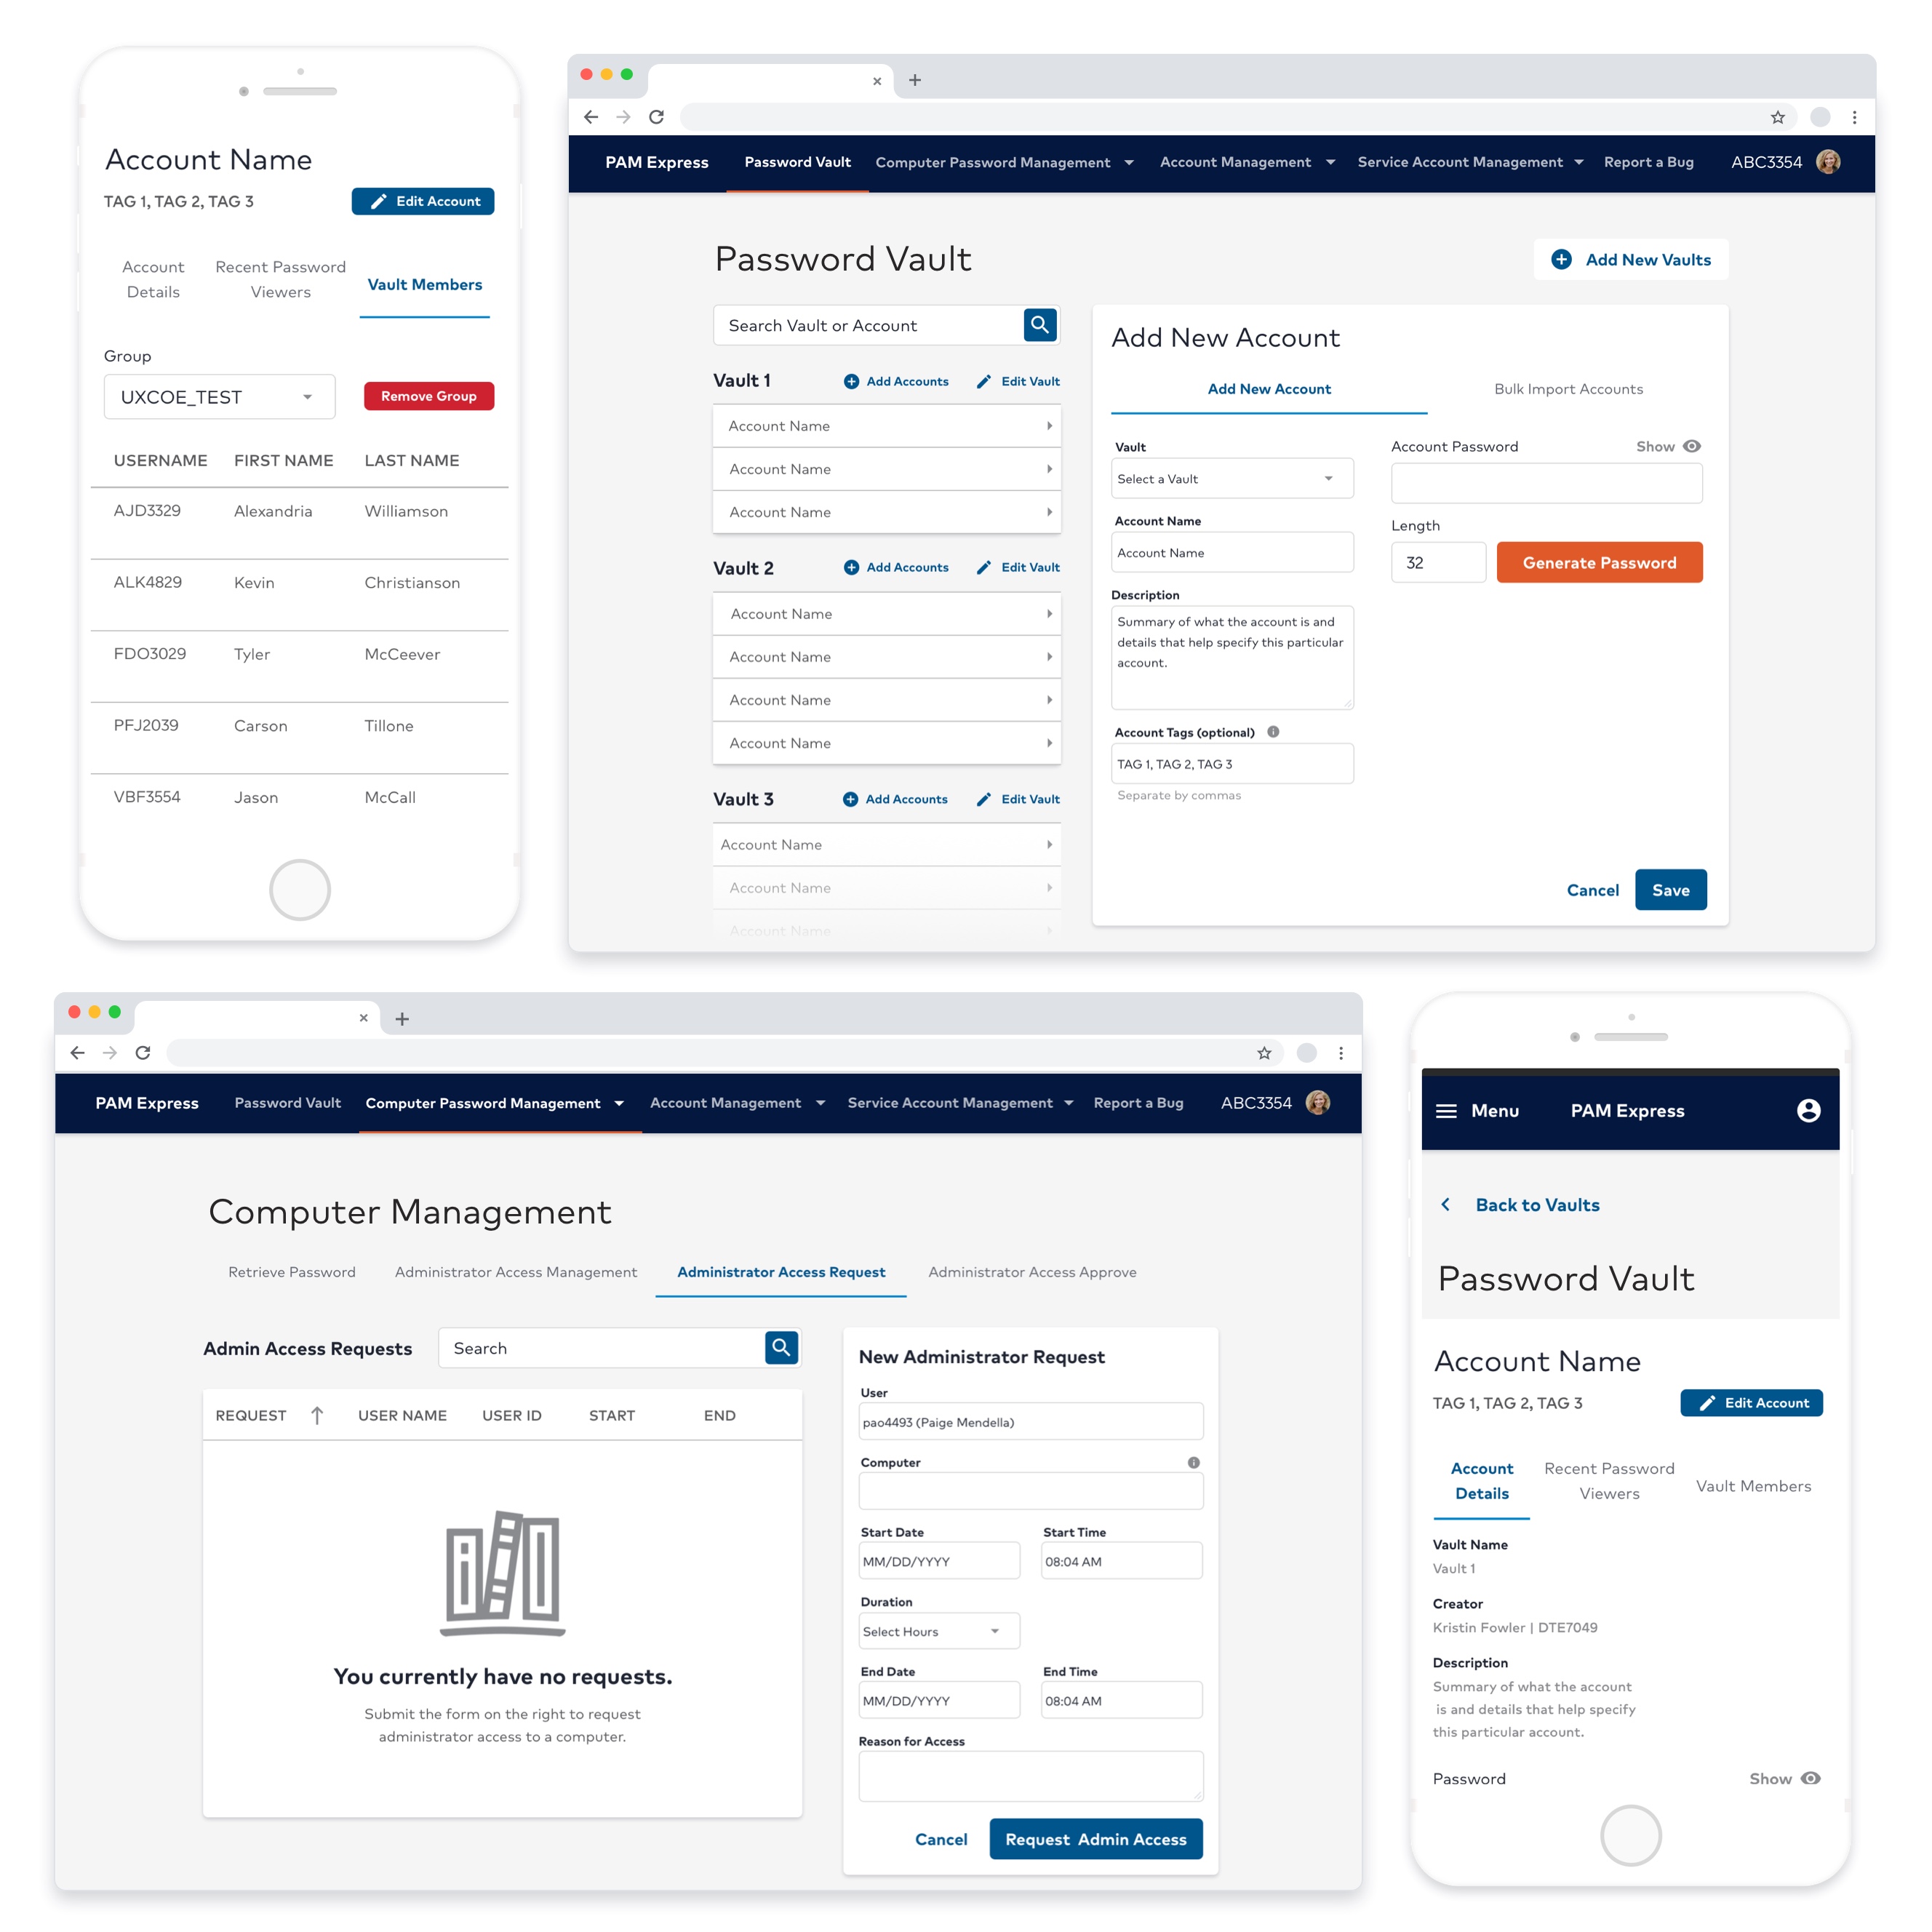 Account Name
TAG 1, TAG 2, TAG 3
Edit Account
Account
Details
Recent Password
Viewers
Vault Members
Group
UXCOE_TEST
Remove Group
USERNAME FIRST NAME LAST NAME
AJD3329 Alexandria Williamson
ALK4829 Kevin Christianson
FDO3029 Tyler McCeever
PFJ2039 Carson Tillone
VBF3554 Jason McCall
PAM Express Password Vault Computer Password Management Account Management Service Account Management Report a Bug ABC3354
Password Vault
Add New Vaults
Search Vault or Account
Vault 1 Add Accounts Edit Vault
Account Name
Account Name
Account Name
Vault 2 Add Accounts Edit Vault
Account Name
Account Name
Account Name
Account Name
Vault 3 Add Accounts Edit Vault
Account Name
Account Name
Account Name
Add New Account
Add New Account Bulk Import Accounts
Vault
Select a Vault
Account Name
Account Name
Description
Summary of what the account is and
details that help specify this particular
account.
Account Tags (optional)
TAG 1, TAG 2, TAG 3
Separate by commas
Account Password Show
Length
32 Generate Password
Cancel Save
PAM Express Password Vault Computer Password Management Account Management Service Account Management Report a Bug ABC3354
Computer Management
Retrieve Password Administrator Access Management Administrator Access Request Administrator Access Approve
Admin Access Requests Search
REQUEST USER NAME USER ID START END
You currently have no requests.
Submit the form on the right to request
administrator access to a computer.
New Administrator Request
User
pao4493 (Paige Mendella)
Computer
Start Date Start Time
MM/DD/YYYY 08:04 AM
Duration
Select Hours
End Date End Time
MM/DD/YYYY 08:04 AM
Reason for Access
Cancel Request Admin Access
Menu PAM Express
Back to Vaults
Password Vault
Account Name
TAG 1, TAG 2, TAG 3
Edit Account
Account
Details
Recent Password
Viewers
Vault Members
Vault Name
Vault 1
Creator
Kristin Fowler | DTE7049
Description
Summary of what the account
is and details that help specify
this particular account.
Password Show